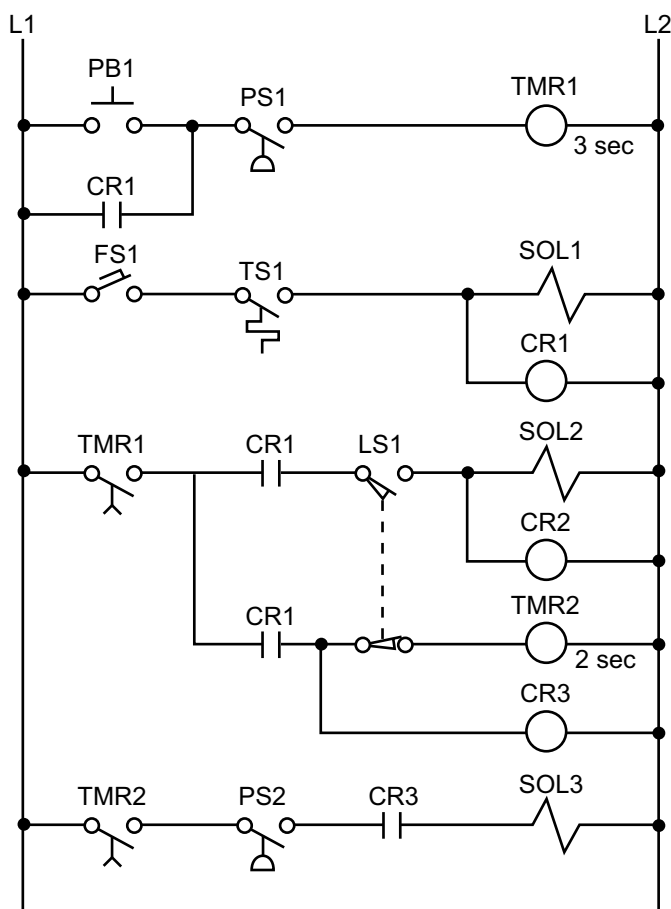 L1 L2
PB1 PS1 TMR1
3 sec
CR1
FS1 TS1 SOL1
CR1
TMR1 CR1 LS1 SOL2
CR2
CR1 TMR2
2 sec
CR3
TMR2 PS2 CR3 SOL3